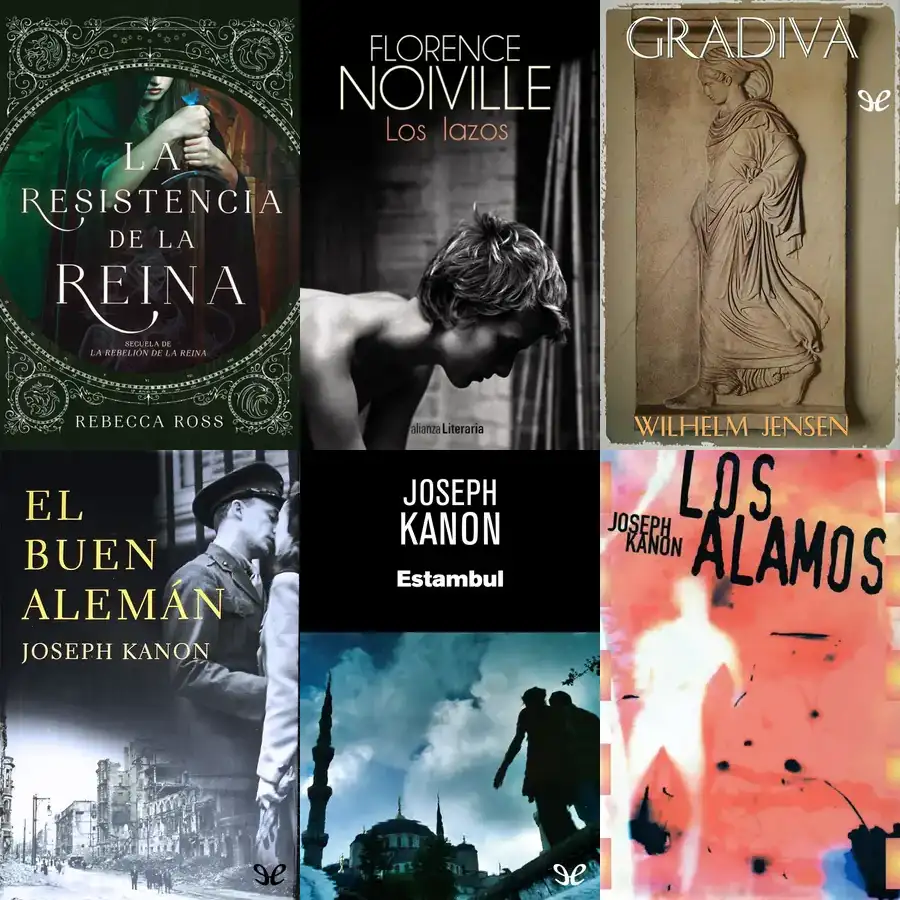 LA
RESISTENCIA
DE LA
REINA
SECUELA DE
LA REBELIÓN DE LA REINA
REBECCA ROSS
FLORENCE
NOIVILLE
Los lazos
alianza Literaria
GRADIVA
WILHELM JENSEN
EL
BUEN
ALEMÁN
JOSEPH KANON
JOSEPH
KANON
Estambul
LOS
ALAMOS
JOSEPH
KANON